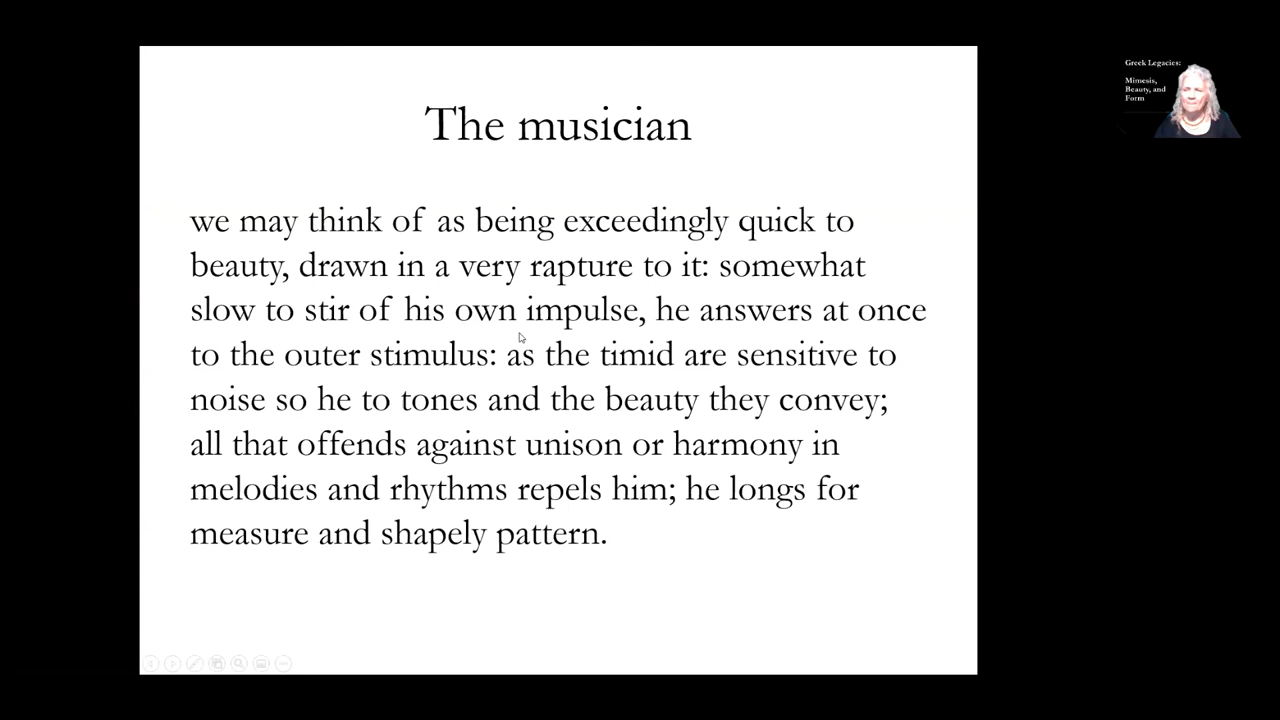 The musician
we may think of as being exceedingly quick to
beauty, drawn in a very rapture to it: somewhat
slow to stir of his own impulse, he answers at once
to the outer stimulus: as the timid are sensitive to
noise so he to tones and the beauty they convey;
all that offends against unison or harmony in
melodies and rhythms repels him; he longs for
measure and shapely pattern.
Greek Legacies:
Mimesis,
Beauty, and
Form